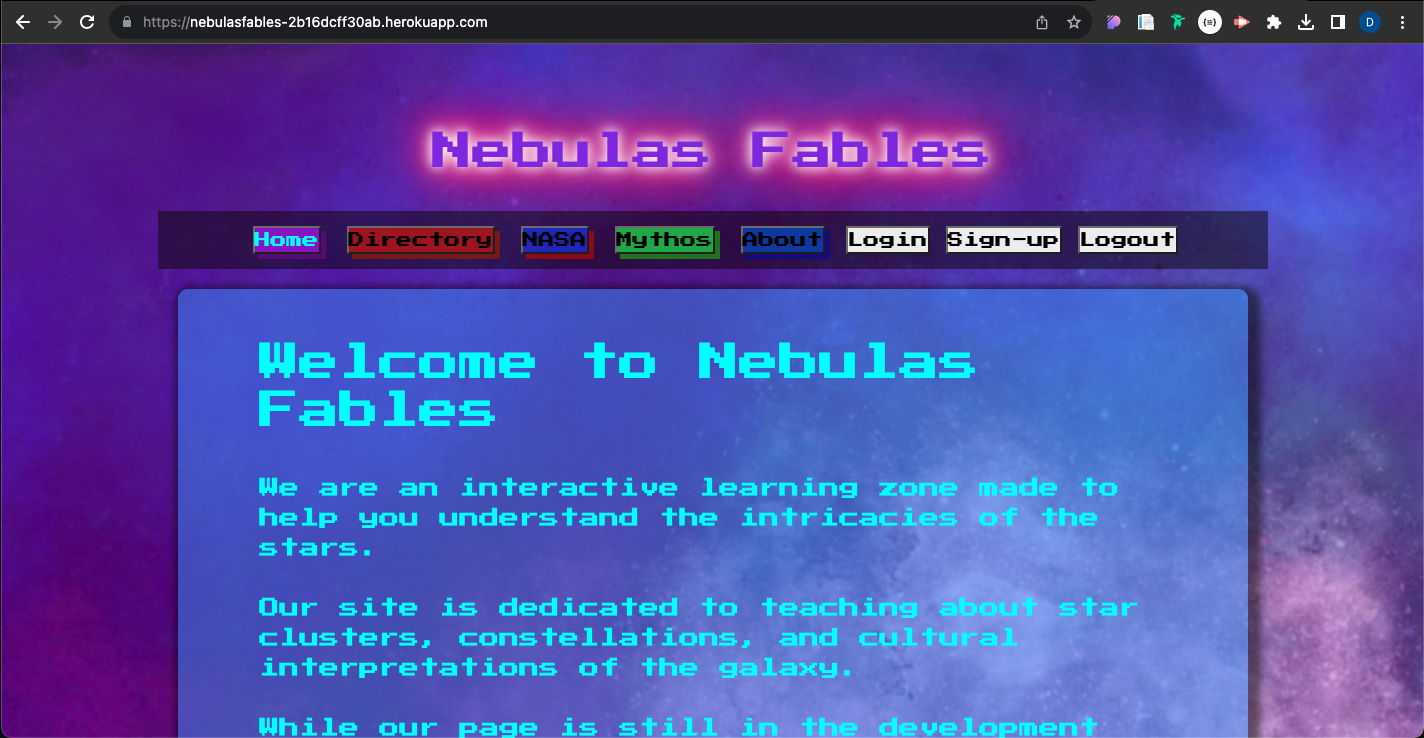 https://nebulasfables-2b16dcff30ab.herokuapp.com
D
Nebulas Fables
Home Directory NASA Mythos About Login Sign-up Logout
Welcome to Nebulas
Fables
We are an interactive learning zone made to
help you understand the intricacies of the
stars.
Our site is dedicated to teaching about star
clusters, constellations, and cultural
interpretations of the galaxy.
While our page is still in the development